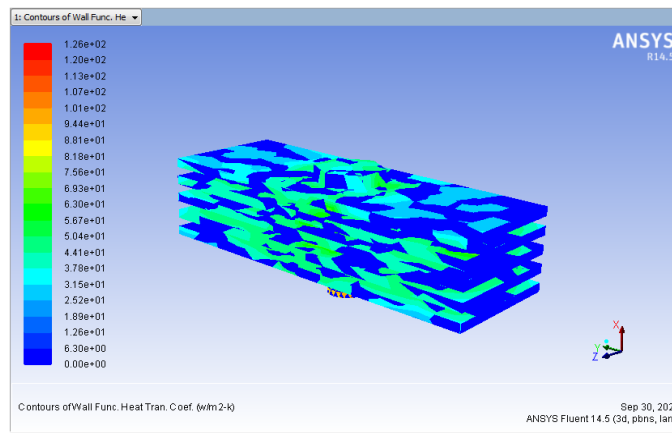 1: Contours of Wall Func. He
ANSYS
R14.5
1.26e+02
1.20e+02
1.13e+02
1.07e+02
1.01e+02
9.44e+01
8.81e+01
8.18e+01
7.56e+01
6.93e+01
6.30e+01
5.67e+01
5.04e+01
4.41e+01
3.78e+01
3.15e+01
2.52e+01
1.89e+01
1.26e+01
6.30e+00
0.00e+00
X
Y
Z
Contours of Wall Func. Heat Tran. Coef. (w/m2-k)
Sep 30, 202
ANSYS Fluent 14.5 (3d, pbns, lan